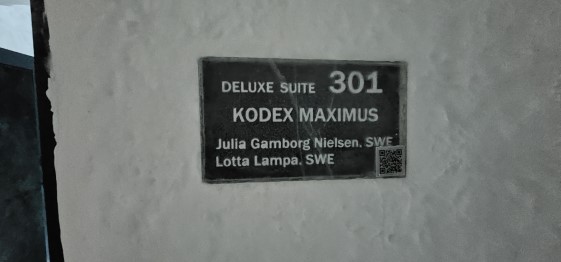 DELUXE SUITE 301
KODEX MAXIMUS
Julia Gamborg Nielsen, SWE
Lotta Lampa, SWE